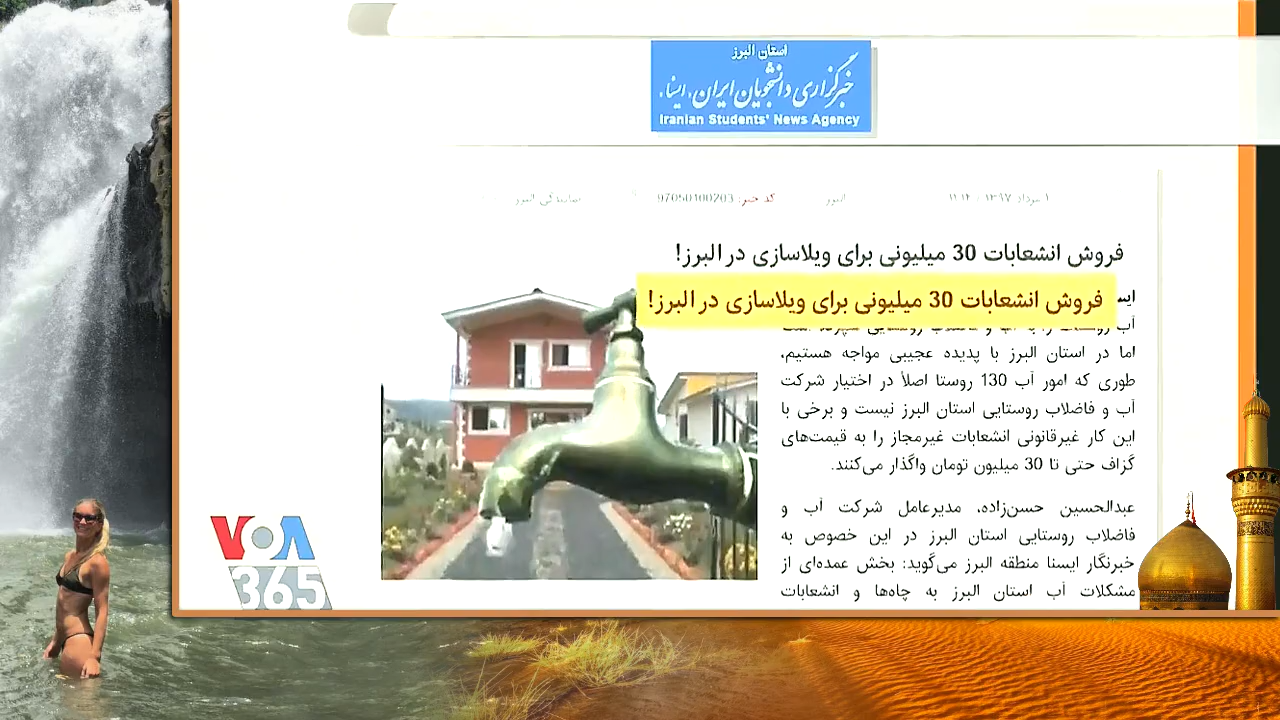 استان البرز
خبرگزاری دانشجویان ایران، ایسنا،
Iranian Students' News Agency
۱ مرداد ۱۳۹۷
کد خبر: 97050100203
البرز
فروش انشعابات 30 میلیونی برای ویلاسازی در البرز!
فروش انشعابات 30 میلیونی برای ویلاسازی در البرز!
اما در استان البرز با پدیده عجیبی مواجه هستیم،
طوری که امور آب 130 روستا اصلاً در اختیار شرکت
آب و فاضلاب روستایی استان البرز نیست و برخی با
این کار غیرقانونی انشعابات غیرمجاز را به قیمت‌های
گزاف حتی تا 30 میلیون تومان واگذار می‌کنند.
عبدالحسین حسن‌زاده، مدیرعامل شرکت آب و
فاضلاب روستایی استان البرز در این خصوص به
خبرنگار ایسنا منطقه البرز می‌گوید: بخش عمده‌ای از
مشکلات آب استان البرز به چاه‌ها و انشعابات
VOA
365